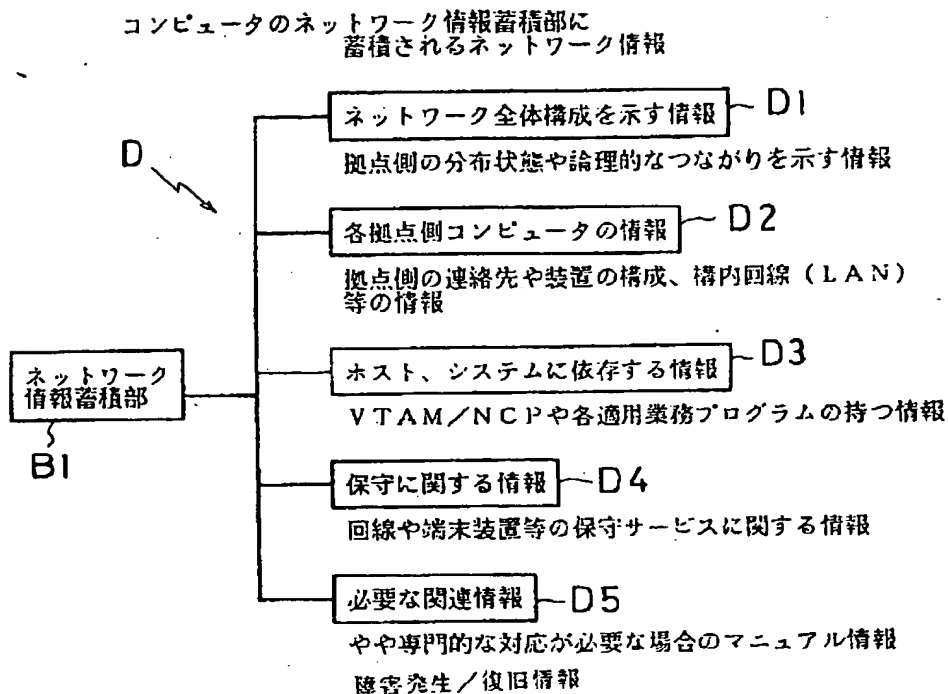 コンピュータのネットワーク情報蓄積部に
蓄積されるネットワーク情報
ネットワーク全体構成を示す情報 D1
拠点側の分布状態や論理的なつながりを示す情報
D
各拠点側コンピュータの情報 D2
拠点側の連絡先や装置の構成、構内回線（LAN）
等の情報
ホスト、システムに依存する情報 D3
VTAM／NCPや各適用業務プログラムの持つ情報
ネットワーク
情報蓄積部
B1
保守に関する情報 D4
回線や端末装置等の保守サービスに関する情報
必要な関連情報 D5
やや専門的な対応が必要な場合のマニュアル情報
障害発生／復旧情報